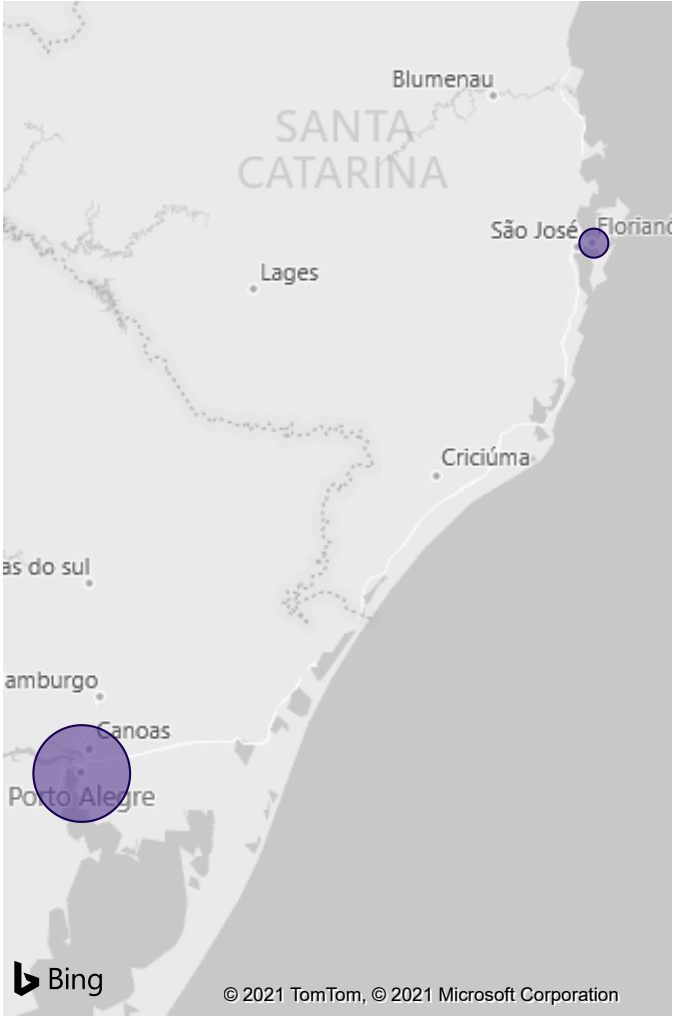 Blumenau
SANTA
CATARINA
São José
Florianó
Lages
Criciúma
as do sul
amburgo
Canoas
Porto Alegre
Bing
© 2021 TomTom, © 2021 Microsoft Corporation